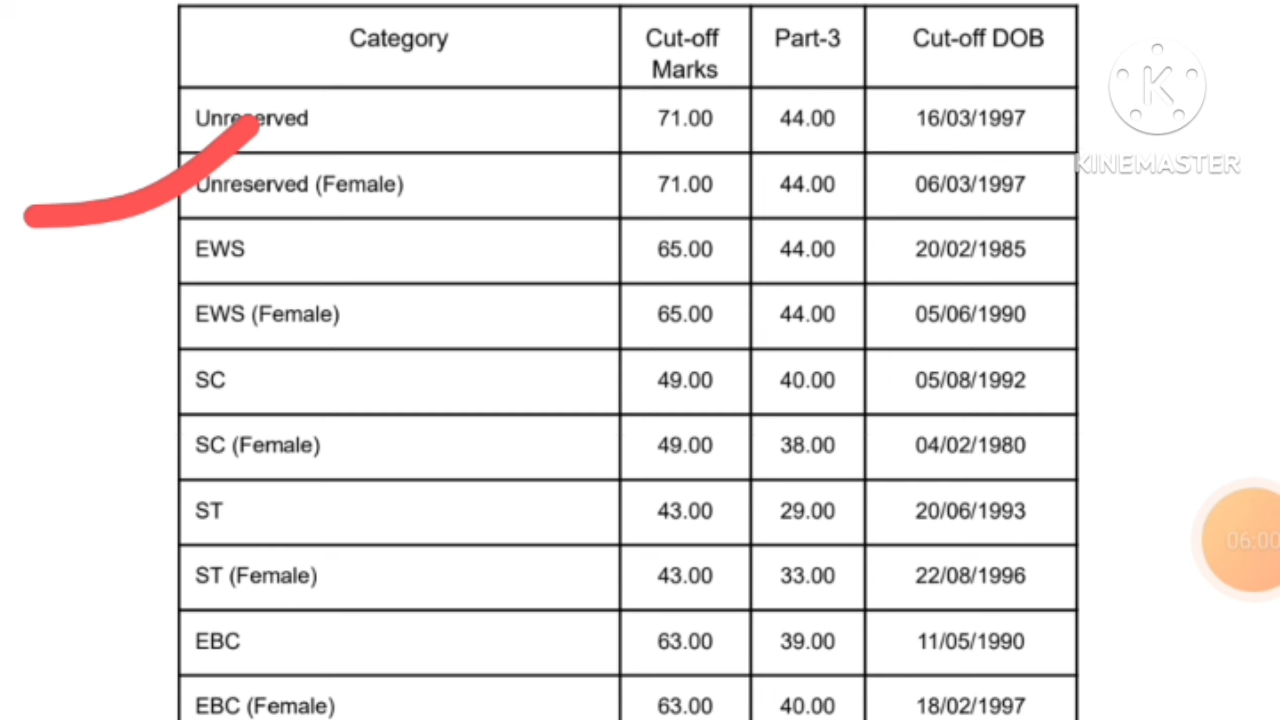 Category Cut-off Marks Part-3 Cut-off DOB
Unreserved 71.00 44.00 16/03/1997
Unreserved (Female) 71.00 44.00 06/03/1997
EWS 65.00 44.00 20/02/1985
EWS (Female) 65.00 44.00 05/06/1990
SC 49.00 40.00 05/08/1992
SC (Female) 49.00 38.00 04/02/1980
ST 43.00 29.00 20/06/1993
ST (Female) 43.00 33.00 22/08/1996
EBC 63.00 39.00 11/05/1990
EBC (Female) 63.00 40.00 18/02/1997
K
KINEMASTER
06:00